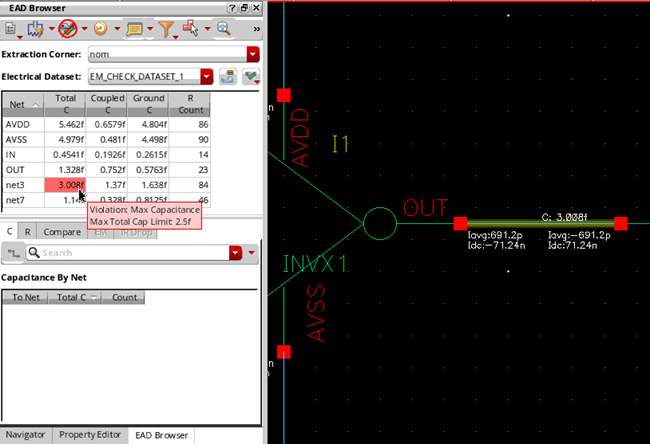 EAD Browser
Extraction Corner: nom
Electrical Dataset: EM_CHECK_DATASET_1
Net Total C Coupled C Ground C R Count
AVDD 5.462f 0.6579f 4.804f 86
AVSS 4.979f 0.481f 4.498f 90
IN 0.4541f 0.1926f 0.2615f 14
OUT 1.328f 0.752f 0.5763f 23
net3 3.008f 1.37f 1.638f 84
net7 0.328f 0.8125f 46
Violation: Max Capacitance
Max Total Cap Limit: 2.5f
C R Compare EM IR Drop
Search
Capacitance By Net
To Net Total C Count
Navigator Property Editor EAD Browser
AVDD
I1
OUT
C: 3.008f
Iavg:691.2p Iavg:-691.2p
Idc:-71.24n Idc:71.24n
INVX1
AVSS